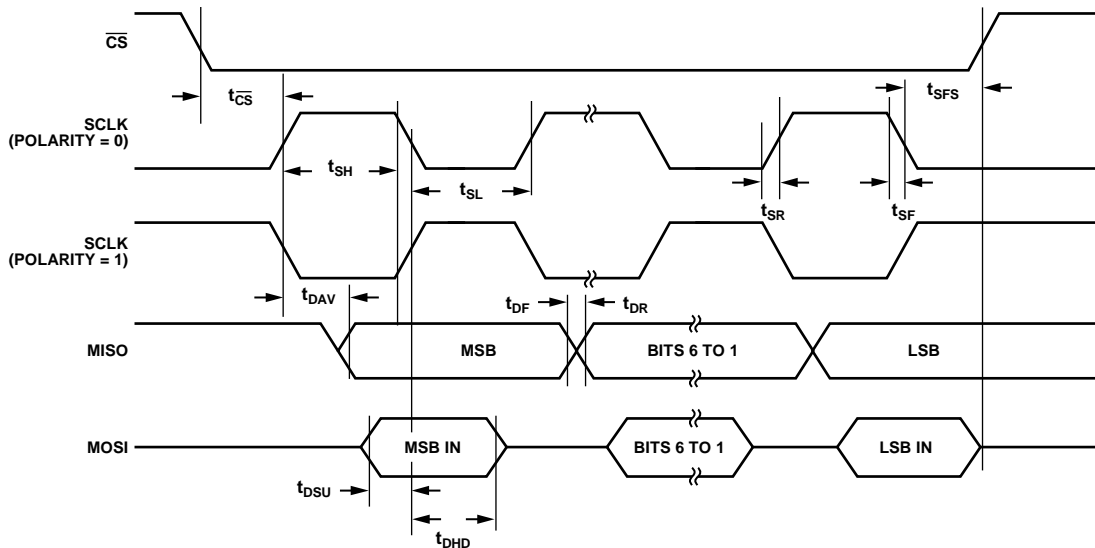 CS
tCS
tSFS
SCLK
(POLARITY = 0)
tSH
tSL
tSR
tSF
SCLK
(POLARITY = 1)
tDAV
tDF
tDR
MISO
MSB
BITS 6 TO 1
LSB
MOSI
MSB IN
BITS 6 TO 1
LSB IN
tDSU
tDHD